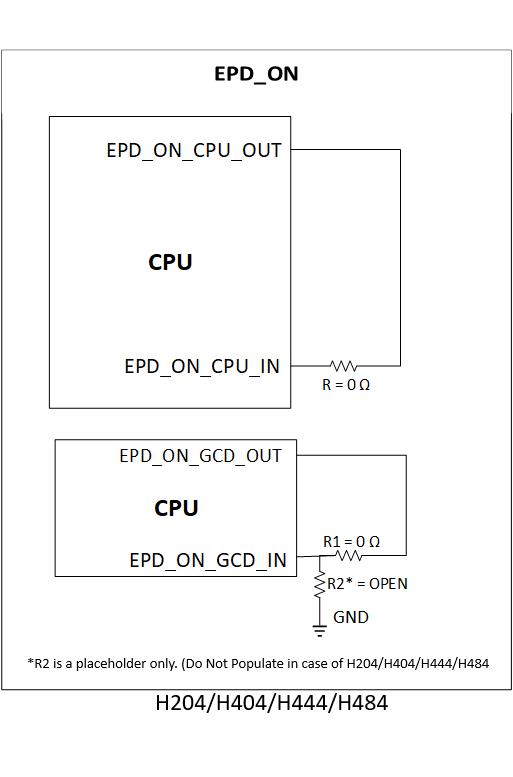 EPD_ON
EPD_ON_CPU_OUT
CPU
EPD_ON_CPU_IN
R = 0 Ω
EPD_ON_GCD_OUT
CPU
R1 = 0 Ω
EPD_ON_GCD_IN
R2* = OPEN
GND
*R2 is a placeholder only. (Do Not Populate in case of H204/H404/H444/H484
H204/H404/H444/H484